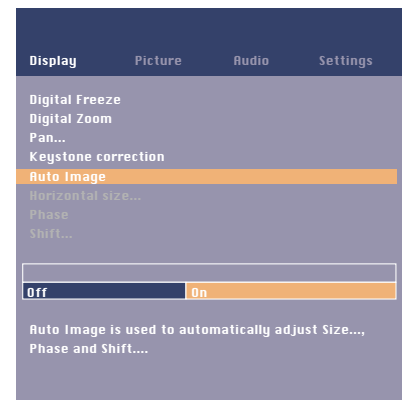 Display Picture Audio Settings
Digital Freeze
Digital Zoom
Pan...
Keystone correction
Auto Image
Horizontal size...
Phase
Shift...
Off On
Auto Image is used to automatically adjust Size...,
Phase and Shift....